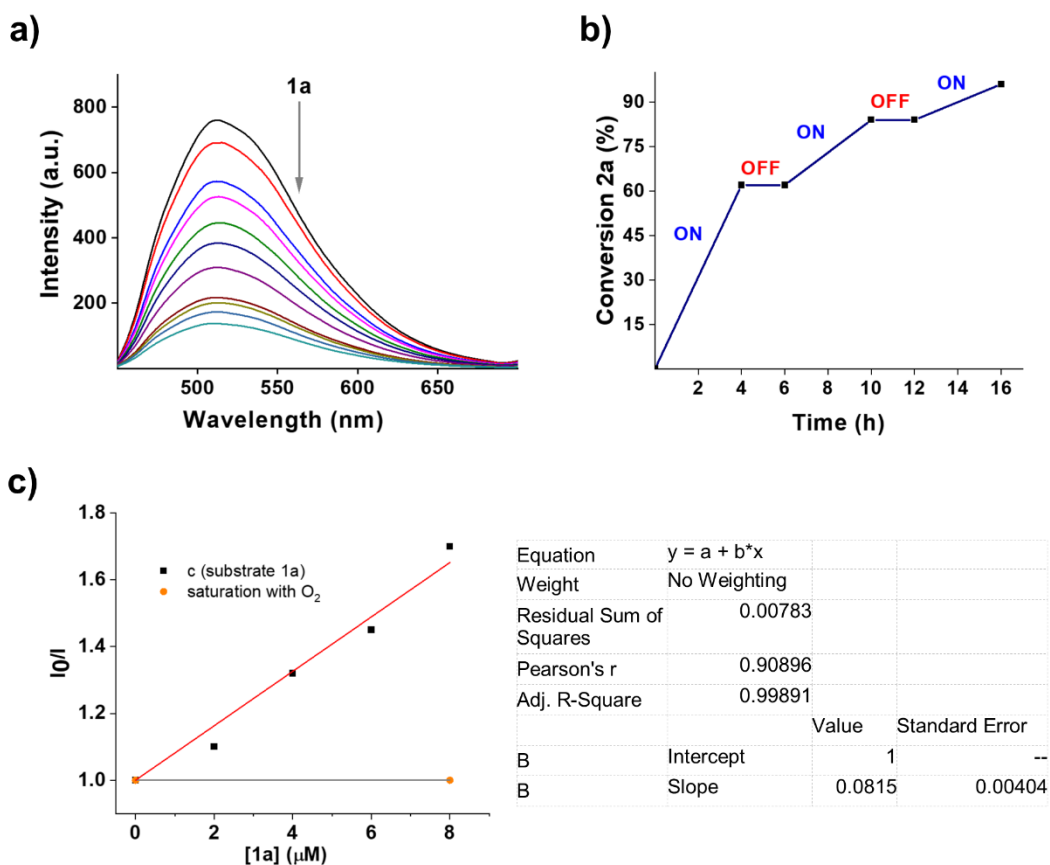 a)
1a
Intensity (a.u.)
800
600
400
200
500 550 600 650
Wavelength (nm)
b)
Conversion 2a (%)
90
75
60
45
30
15
ON
OFF
ON
OFF
ON
2 4 6 8 10 12 14 16
Time (h)
c)
I0/I
1.8
1.6
1.4
1.2
1.0
c (substrate 1a)
saturation with O2
0 2 4 6 8
[1a] (μM)
Equation y = a + b*x
Weight No Weighting
Residual Sum of Squares 0.00783
Pearson's r 0.90896
Adj. R-Square 0.99891
Value Standard Error
B Intercept 1 --
B Slope 0.0815 0.00404